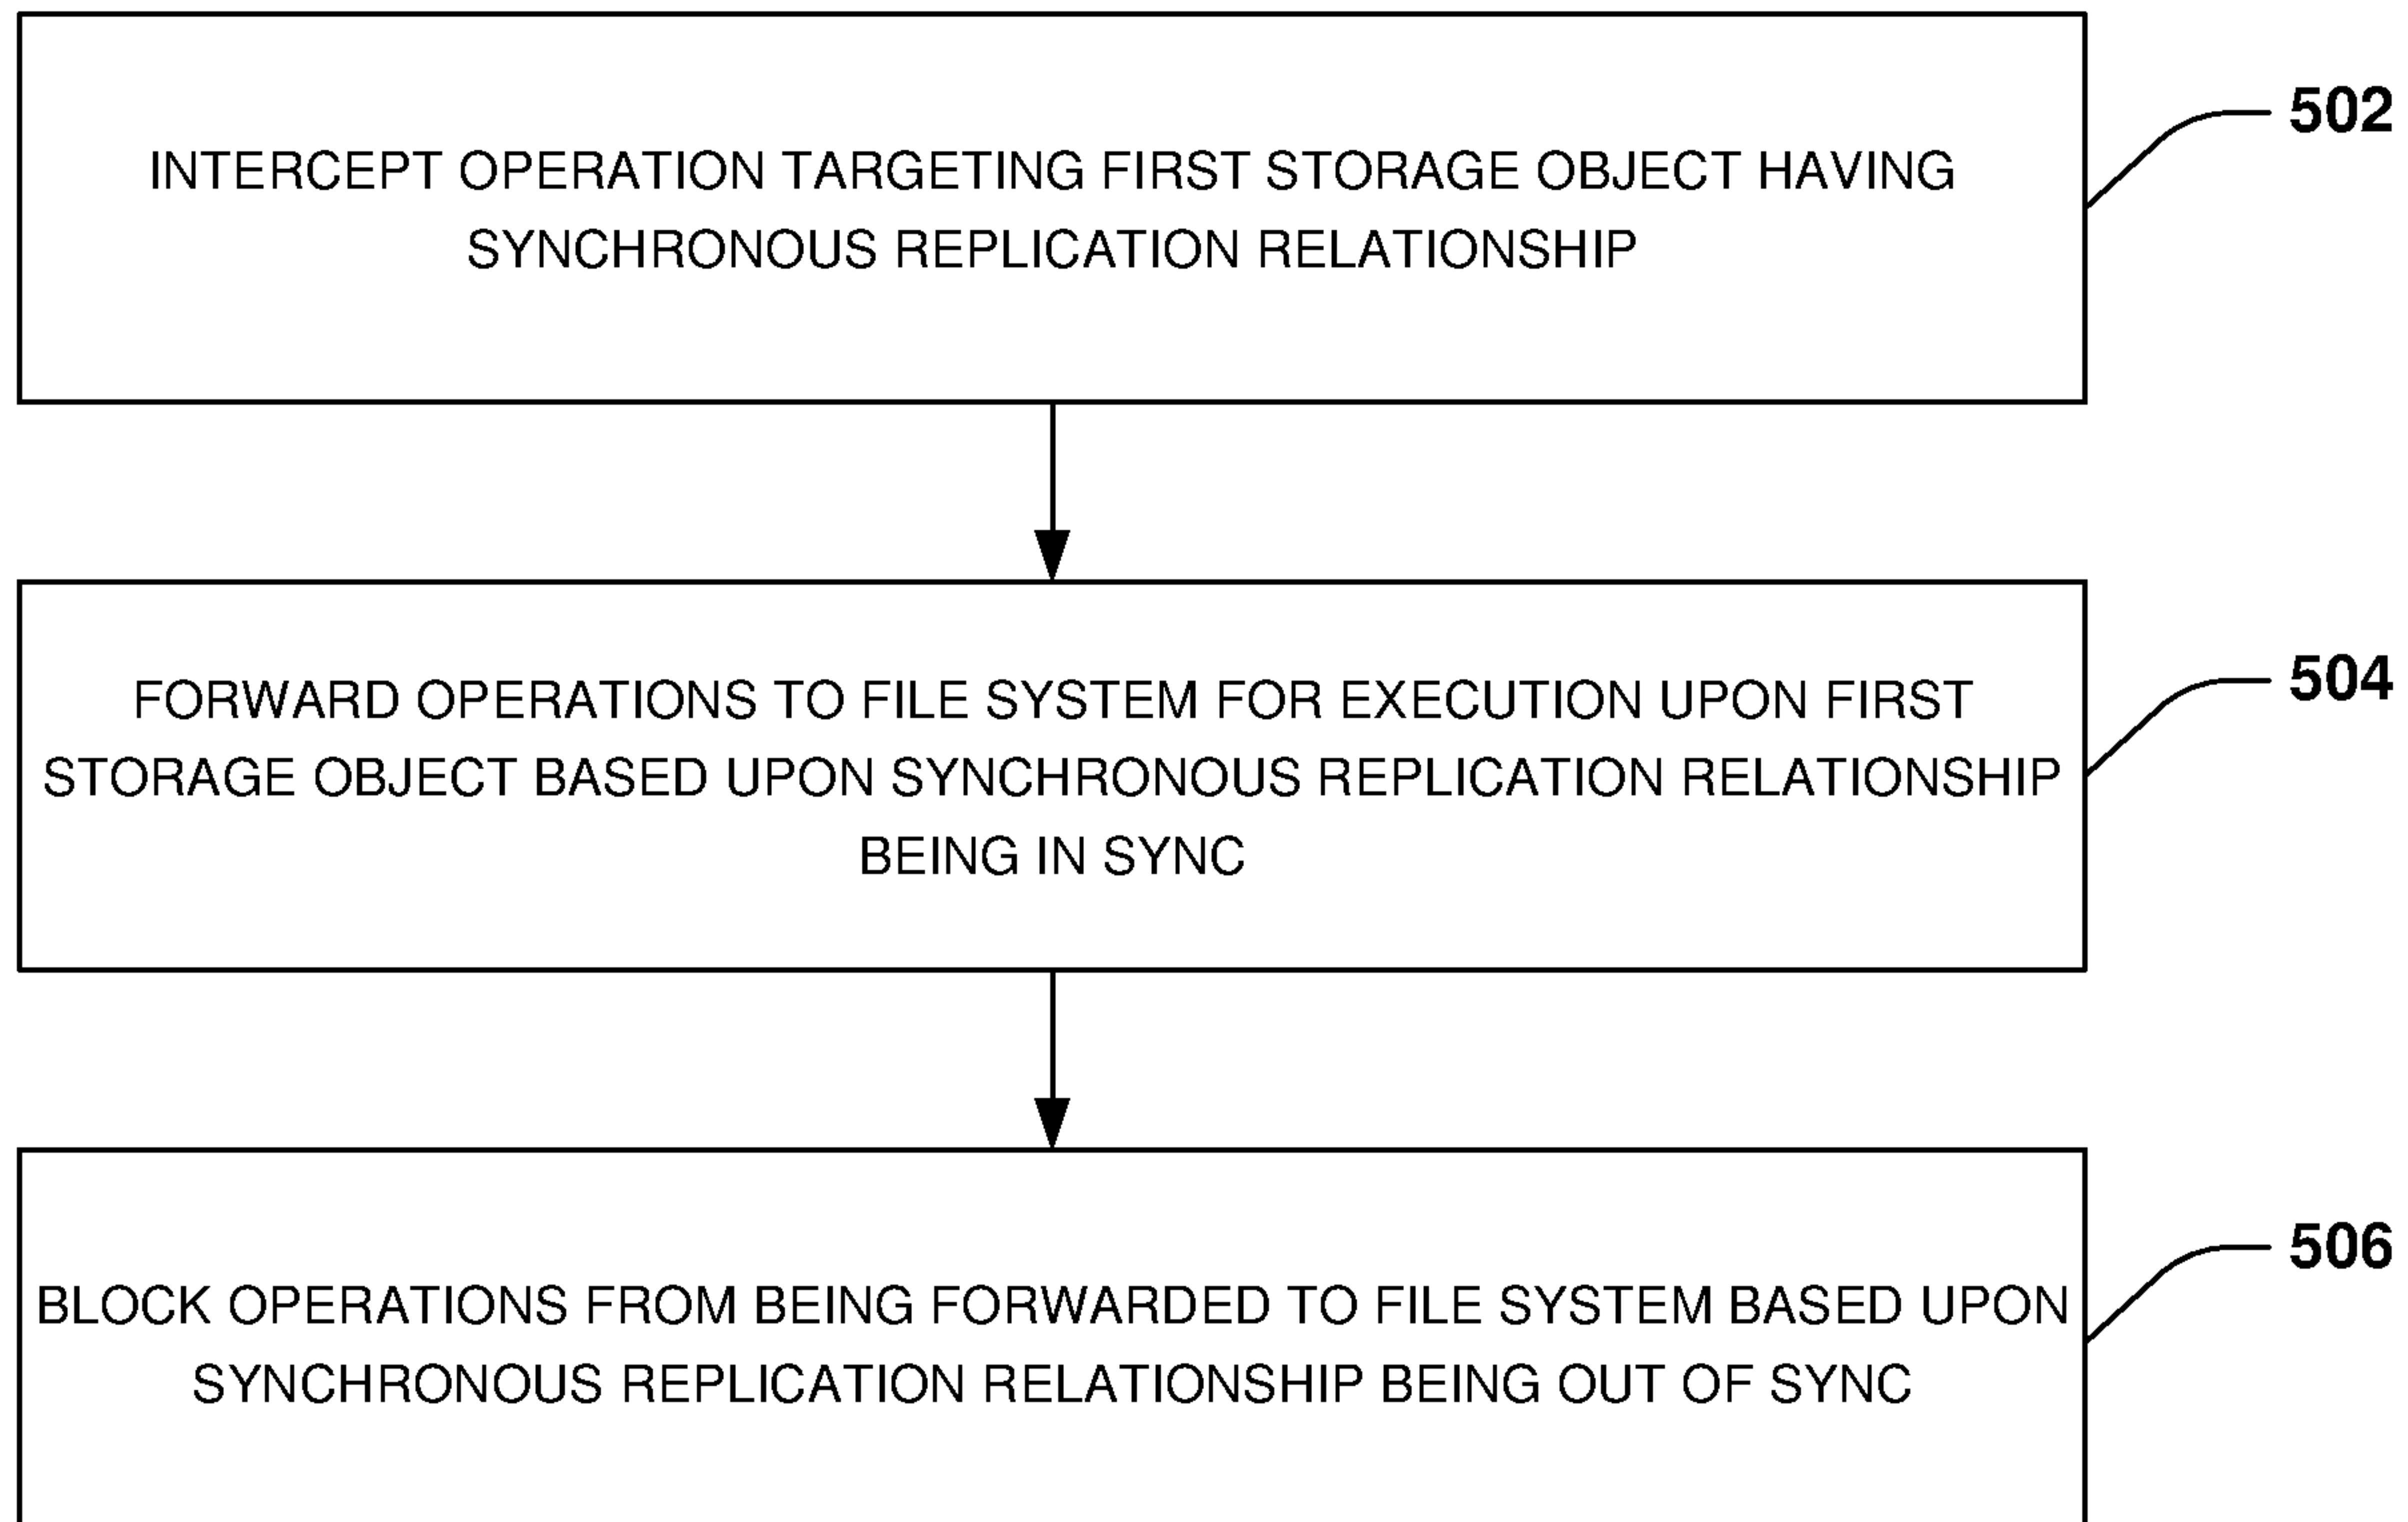 INTERCEPT OPERATION TARGETING FIRST STORAGE OBJECT HAVING
SYNCHRONOUS REPLICATION RELATIONSHIP
502
FORWARD OPERATIONS TO FILE SYSTEM FOR EXECUTION UPON FIRST
STORAGE OBJECT BASED UPON SYNCHRONOUS REPLICATION RELATIONSHIP
BEING IN SYNC
504
BLOCK OPERATIONS FROM BEING FORWARDED TO FILE SYSTEM BASED UPON
SYNCHRONOUS REPLICATION RELATIONSHIP BEING OUT OF SYNC
506